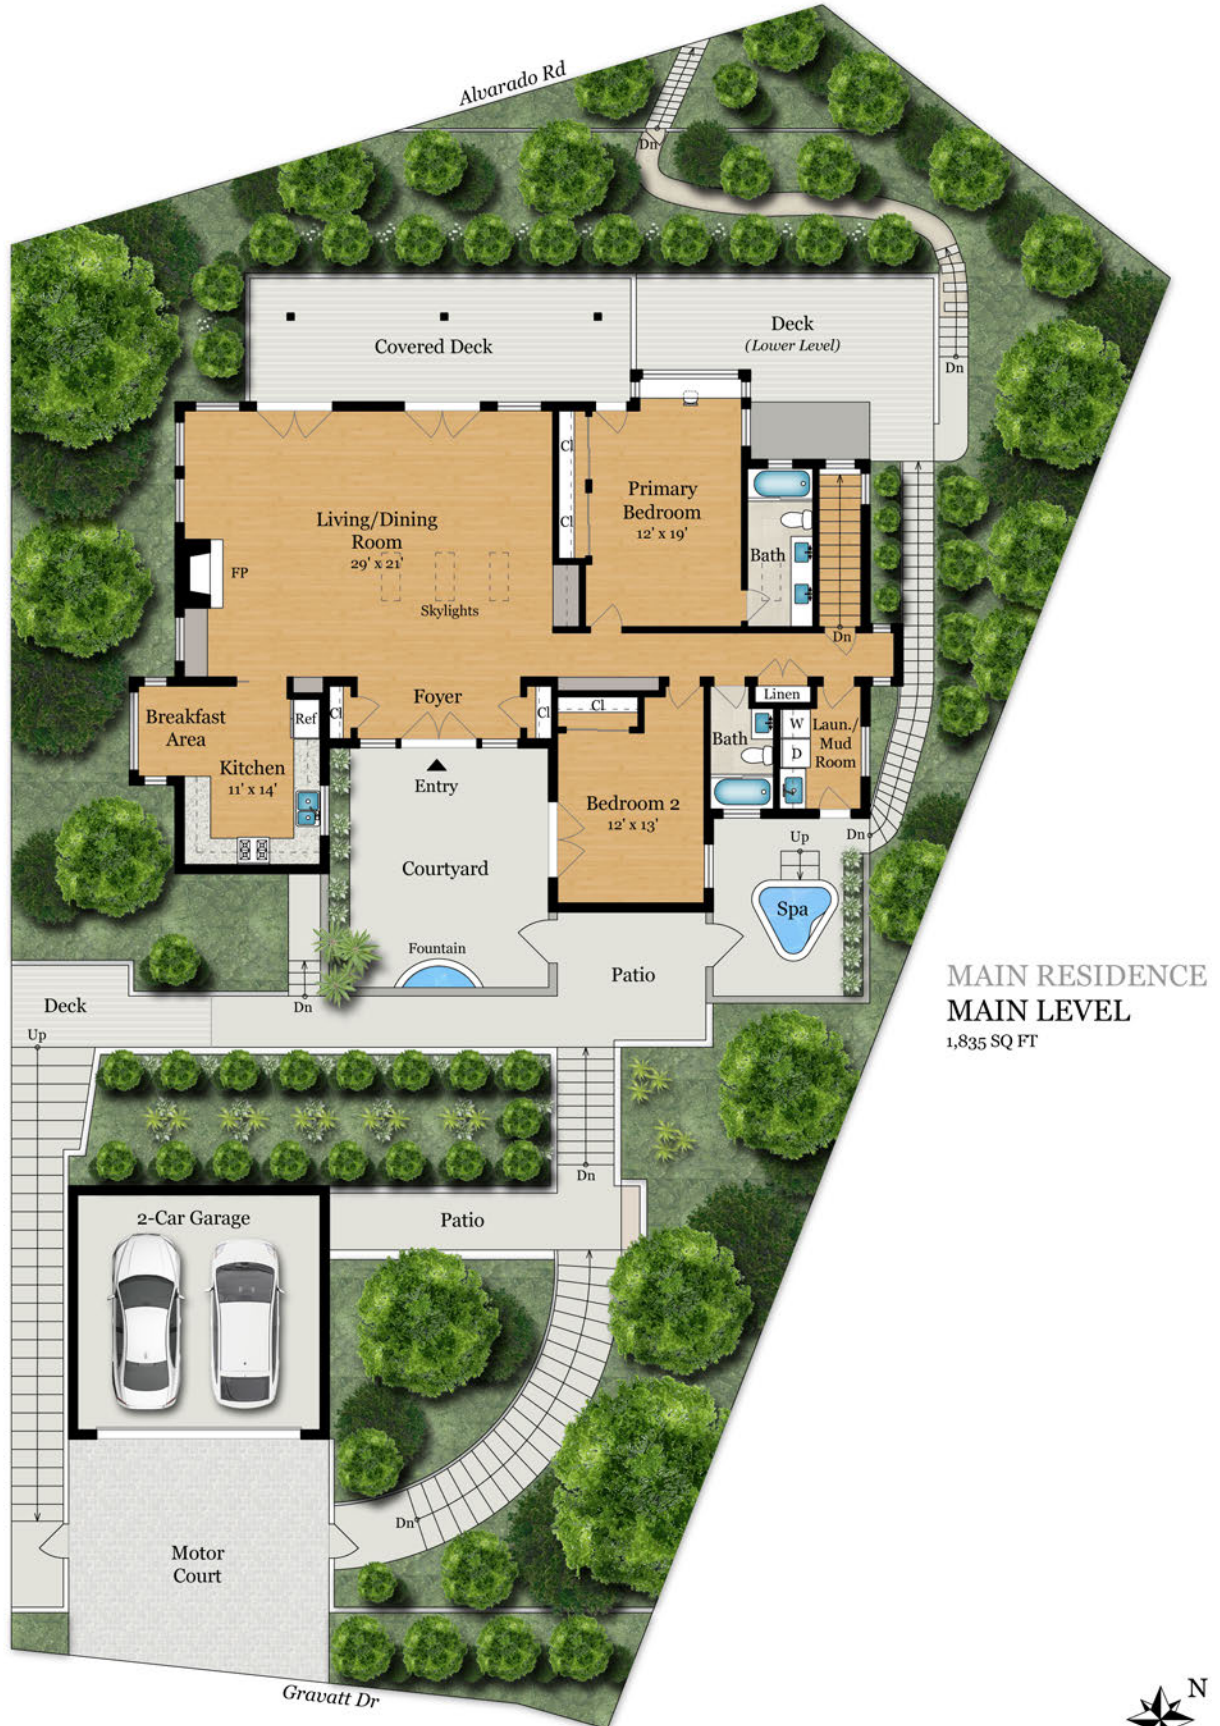 Alvarado Rd
Dn
Deck
(Lower Level)
Covered Deck
Dn
Cl
Primary
Bedroom
12' x 19'
Cl
Living/Dining
Room
29' x 21'
Bath
FP
Skylights
Dn
Foyer
Linen
Cl
Cl
Cl
Breakfast
Area
Ref
W
Laun./
Mud
Room
Bath
D
Kitchen
11' x 14'
Entry
Bedroom 2
12' x 13'
Up
Dn
Courtyard
Spa
Fountain
Patio
MAIN RESIDENCE
MAIN LEVEL
1,835 SQ FT
Deck
Dn
Up
Dn
2-Car Garage
Patio
Dn
Motor
Court
Gravatt Dr
N